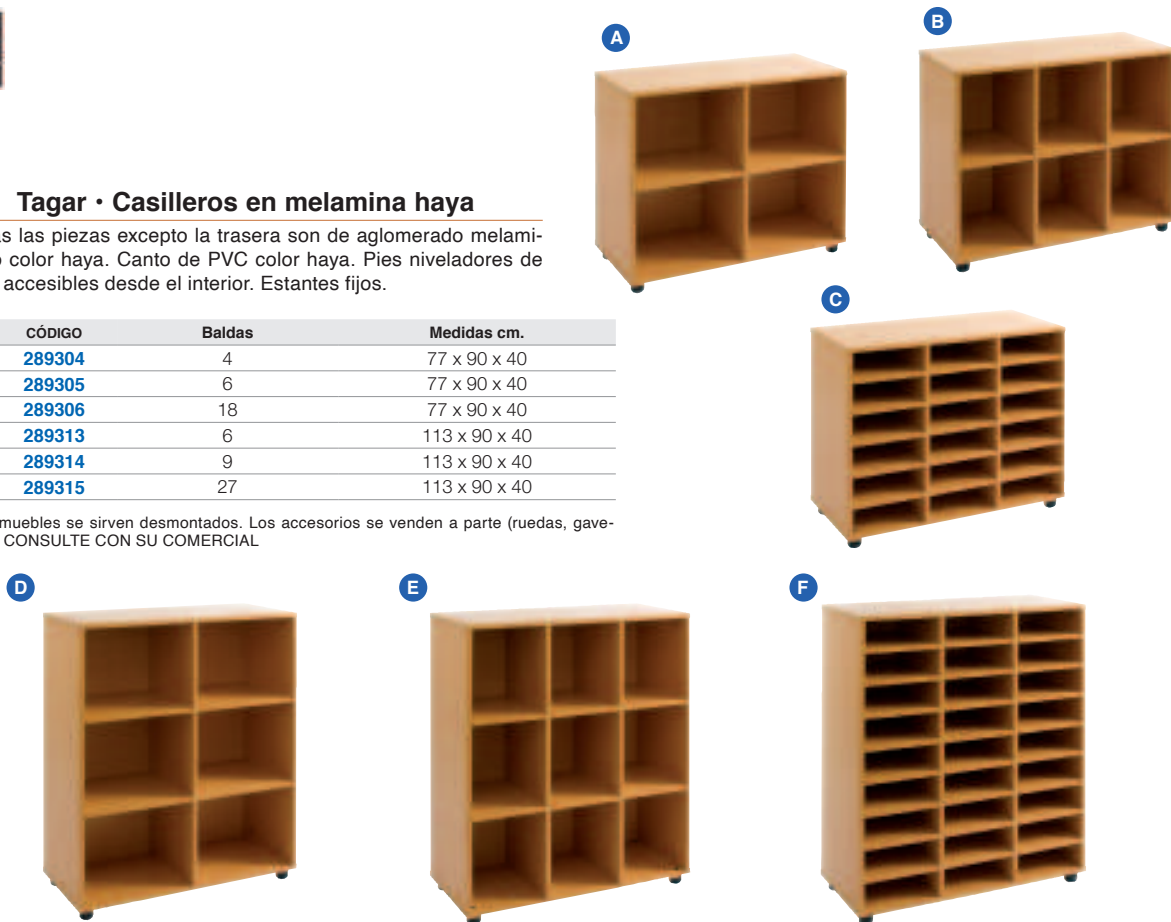 A
B
Tagar • Casilleros en melamina haya
las piezas excepto la trasera son de aglomerado melami-
color haya. Canto de PVC color haya. Pies niveladores de
accesibles desde el interior. Estantes fijos.
C
CÓDIGO Baldas Medidas cm.
289304 4 77 x 90 x 40
289305 6 77 x 90 x 40
289306 18 77 x 90 x 40
289313 6 113 x 90 x 40
289314 9 113 x 90 x 40
289315 27 113 x 90 x 40
muebles se sirven desmontados. Los accesorios se venden a parte (ruedas, gave-
CONSULTE CON SU COMERCIAL
D
E
F